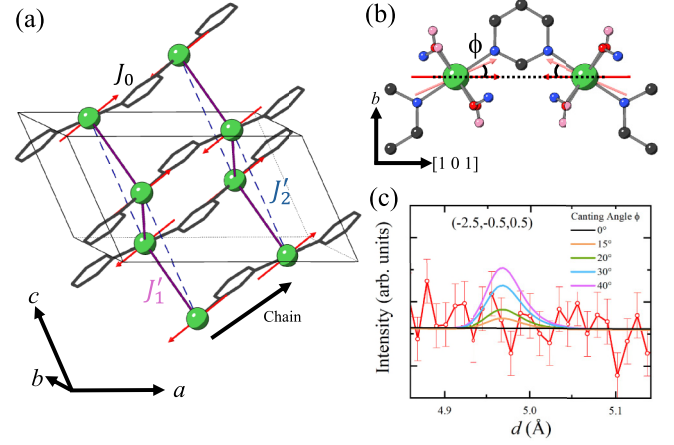 (a)
J₀
J′₂
J′₁
Chain
c
b
a
(b)
ϕ
b
[1 0 1]
(c)
(-2.5,-0.5,0.5)
Canting Angle ϕ
0°
15°
20°
30°
40°
Intensity (arb. units)
4.9
5.0
5.1
d (Å)